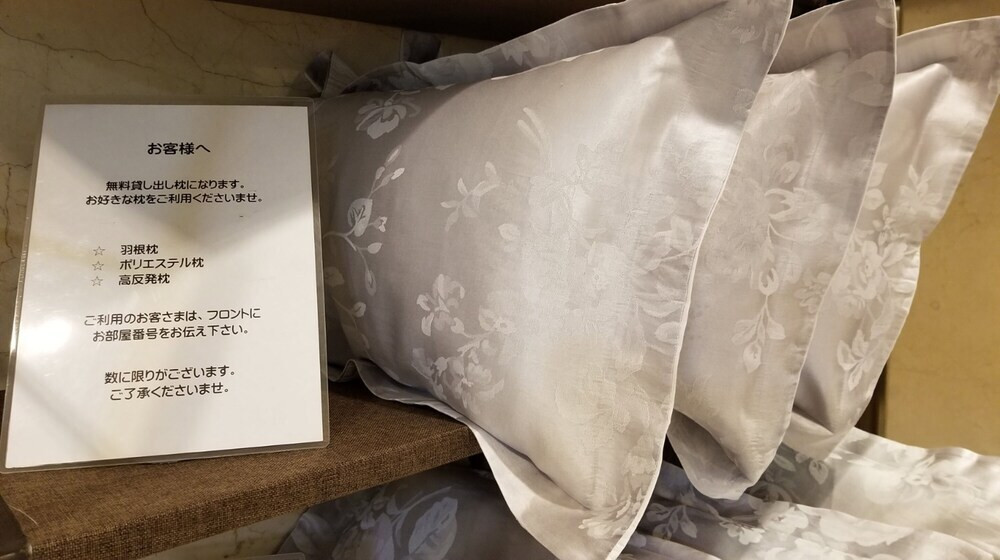 お客様へ
無料貸し出し枕になります。
お好きな枕をご利用くださいませ。
☆ 羽根枕
☆ ポリエステル枕
☆ 高反発枕
ご利用のお客さまは、フロントに
お部屋番号をお伝え下さい。
数に限りがございます。
ご了承くださいませ。